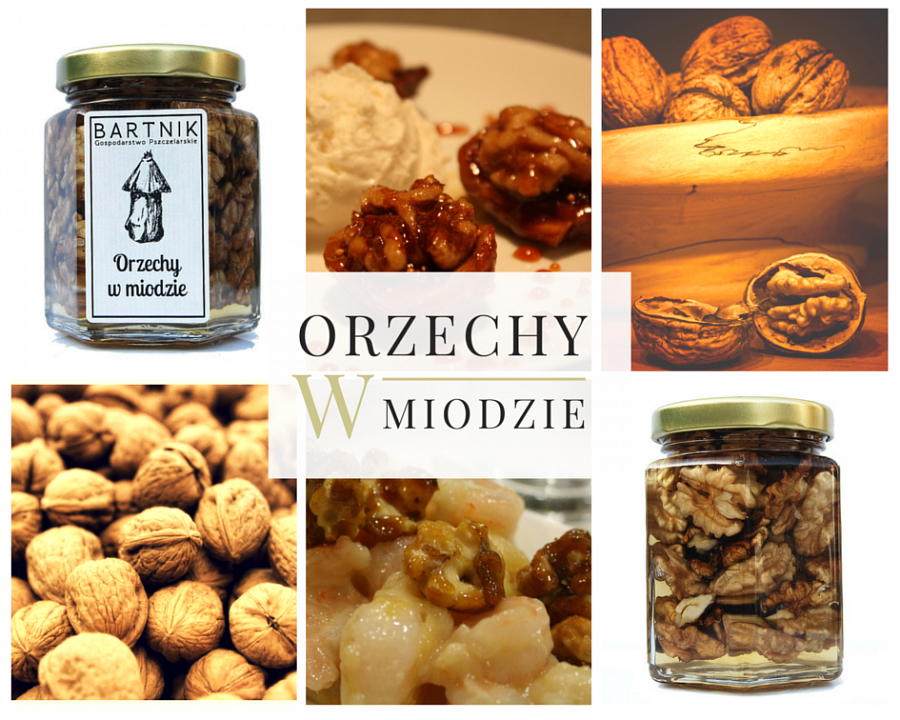 BARTNIK
Gospodarstwo Pszczelarskie
Orzechy
w miodzie
ORZECHY
W MIODZIE